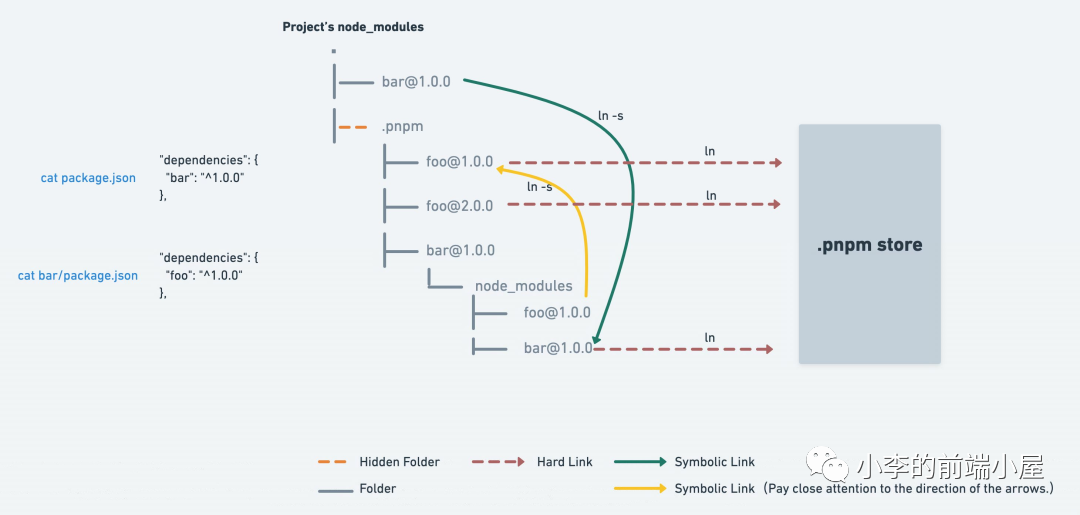 Project's node_modules
bar@1.0.0
ln -s
.pnpm
ln
"dependencies": {
foo@1.0.0
cat package.json
"bar": "^1.0.0"
ln -s
},
foo@2.0.0
ln
.pnpm store
bar@1.0.0
"dependencies": {
cat bar/package.json
"foo": "^1.0.0"
node_modules
},
foo@1.0.0
ln
bar@1.0.0
Hidden Folder
Hard Link
Symbolic Link
小李的前端小屋
Folder
Symbolic Link (Pay close attention to the direction of the arrows.)